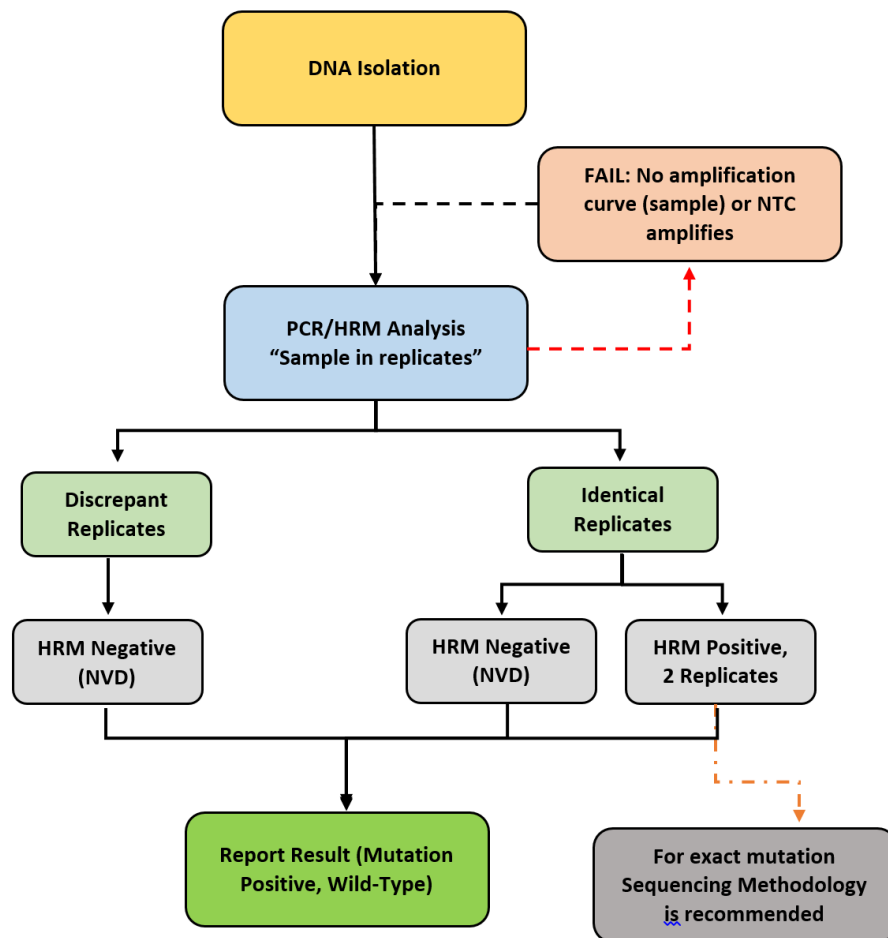 DNA Isolation
FAIL: No amplification
curve (sample) or NTC
amplifies
PCR/HRM Analysis
“Sample in replicates”
Discrepant
Replicates
Identical
Replicates
HRM Negative
(NVD)
HRM Negative
(NVD)
HRM Positive,
2 Replicates
Report Result (Mutation
Positive, Wild-Type)
For exact mutation
Sequencing Methodology
is recommended